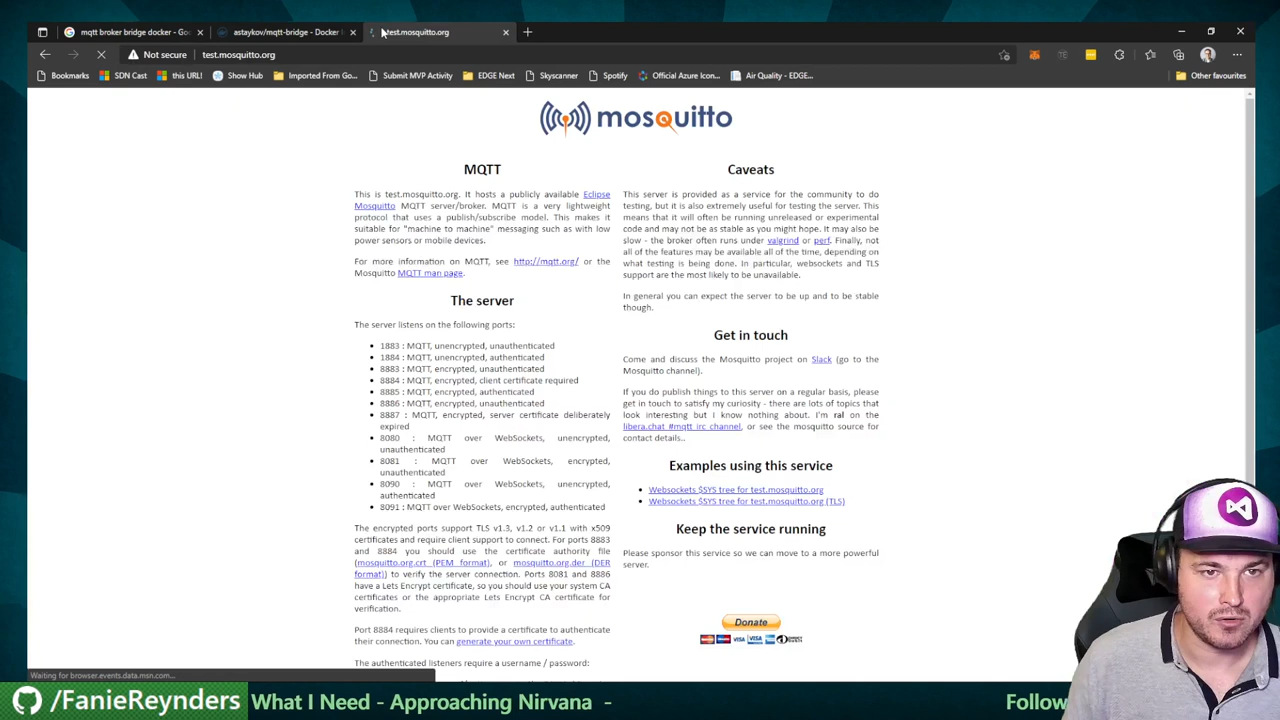 mqtt broker bridge docker - Goo
astaykov/mqtt-bridge - Docker I
test.mosquitto.org
Not secure
test.mosquitto.org
Bookmarks
SDN Cast
this URL!
Show Hub
Imported From Go...
Submit MVP Activity
EDGE Next
Skyscanner
Spotify
Official Azure Icon...
Air Quality - EDGE...
Other favourites
mosquitto
MQTT
This is test.mosquitto.org. It hosts a publicly available Eclipse
Mosquitto MQTT server/broker. MQTT is a very lightweight
protocol that uses a publish/subscribe model. This makes it
suitable for "machine to machine" messaging such as with low
power sensors or mobile devices.
For more information on MQTT, see http://mqtt.org/ or the
Mosquitto MQTT man page.
The server
The server listens on the following ports:
1883 : MQTT, unencrypted, unauthenticated
1884 : MQTT, unencrypted, authenticated
8883 : MQTT, encrypted, unauthenticated
8884 : MQTT, encrypted, client certificate required
8885 : MQTT, encrypted, authenticated
8886 : MQTT, encrypted, unauthenticated
8887 : MQTT, encrypted, server certificate deliberately
expired
8080 : MQTT over WebSockets, unencrypted,
unauthenticated
8081 : MQTT over WebSockets, encrypted,
unauthenticated
8090 : MQTT over WebSockets, unencrypted,
authenticated
8091 : MQTT over WebSockets, encrypted, authenticated
The encrypted ports support TLS v1.3, v1.2 or v1.1 with x509
certificates and require client support to connect. For ports 8883
and 8884 you should use the certificate authority file
(mosquitto.org.crt (PEM format), or mosquitto.org.der (DER
format)) to verify the server connection. Ports 8081 and 8886
have a Lets Encrypt certificate, so you should use your system CA
certificates or the appropriate Lets Encrypt CA certificate for
verification.
Port 8884 requires clients to provide a certificate to authenticate
their connection. You can generate your own certificate.
The authenticated listeners require a username / password:
Caveats
This server is provided as a service for the community to do
testing, but it is also extremely useful for testing the server. This
means that it will often be running unreleased or experimental
code and may not be as stable as you might hope. It may also be
slow - the broker often runs under valgrind or perf. Finally, not
all of the features may be available all of the time, depending on
what testing is being done. In particular, websockets and TLS
support are the most likely to be unavailable.
In general you can expect the server to be up and to be stable
though.
Get in touch
Come and discuss the Mosquitto project on Slack (go to the
Mosquitto channel).
If you do publish things to this server on a regular basis, please
get in touch to satisfy my curiosity - there are lots of topics that
look interesting but I know nothing about. I'm ral on the
libera.chat #mqtt irc channel, or see the mosquitto source for
contact details..
Examples using this service
Websockets $SYS tree for test.mosquitto.org
Websockets $SYS tree for test.mosquitto.org (TLS)
Keep the service running
Please sponsor this service so we can move to a more powerful
server.
Donate
Waiting for browser.events.data.msn.com...
/FanieReynders
What I Need - Approaching Nirvana -
Follow